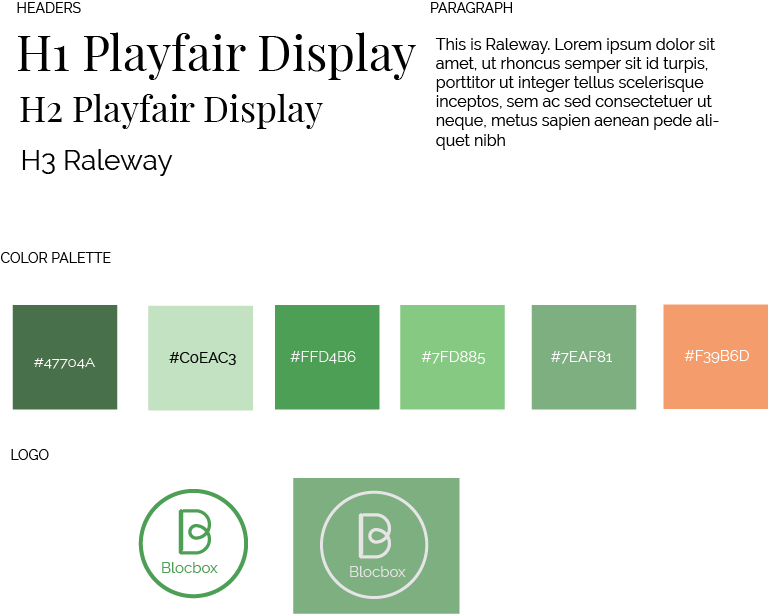 HEADERS
H1 Playfair Display
H2 Playfair Display
H3 Raleway
PARAGRAPH
This is Raleway. Lorem ipsum dolor sit
amet, ut rhoncus semper sit id turpis,
porttitor ut integer tellus scelerisque
inceptos, sem ac sed consectetuer ut
neque, metus sapien aenean pede ali-
quet nibh
COLOR PALETTE
#47704A
#C0EAC3
#FFD4B6
#7FD885
#7EAF81
#F39B6D
LOGO
B
Blocbox
B
Blocbox